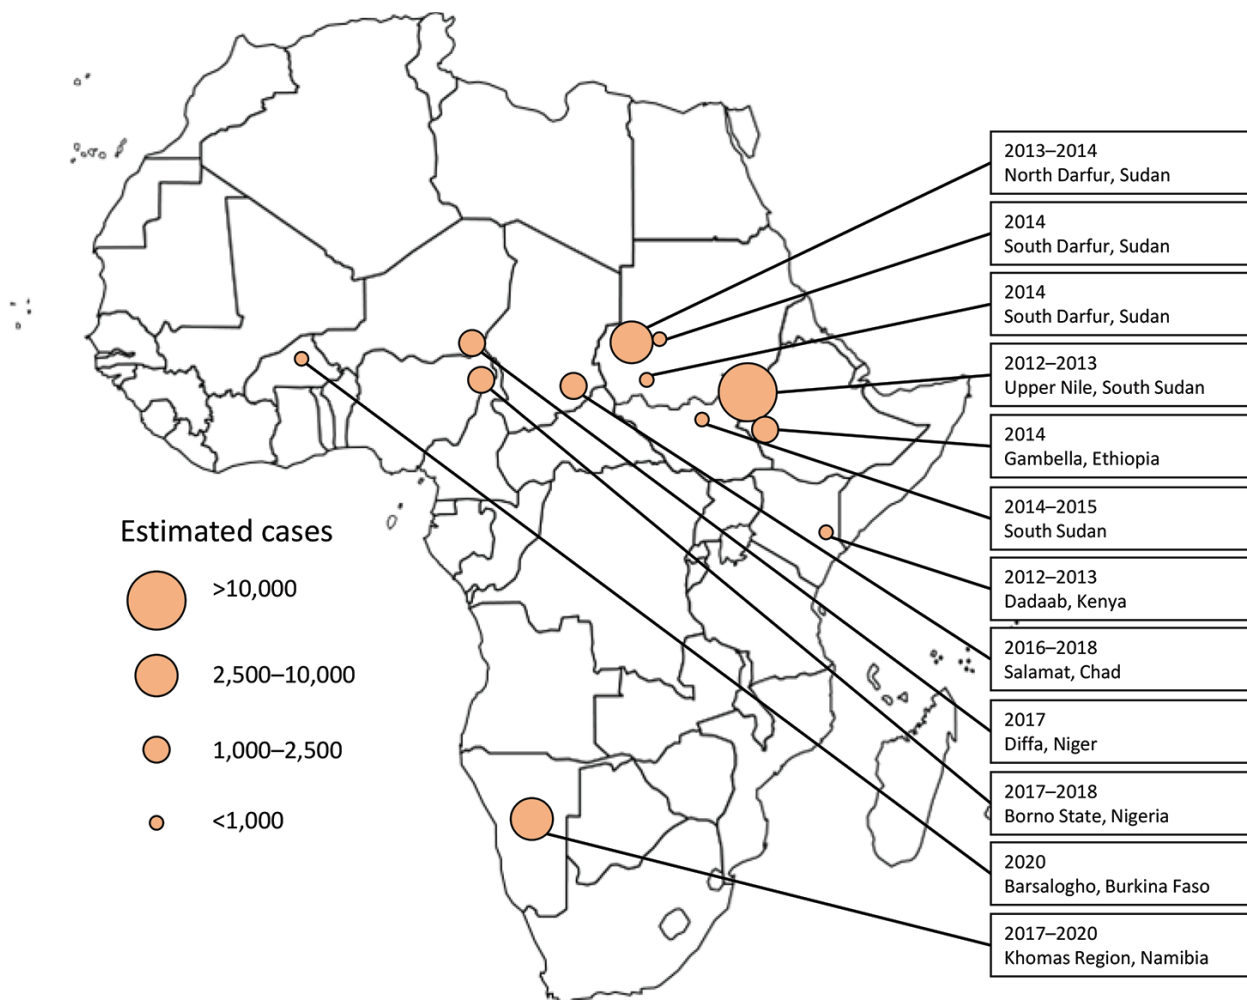 2013–2014
North Darfur, Sudan
2014
South Darfur, Sudan
2014
South Darfur, Sudan
2012–2013
Upper Nile, South Sudan
2014
Gambella, Ethiopia
2014–2015
South Sudan
2012–2013
Dadaab, Kenya
2016–2018
Salamat, Chad
2017
Diffa, Niger
2017–2018
Borno State, Nigeria
2020
Barsalogho, Burkina Faso
2017–2020
Khomas Region, Namibia
Estimated cases
>10,000
2,500–10,000
1,000–2,500
<1,000